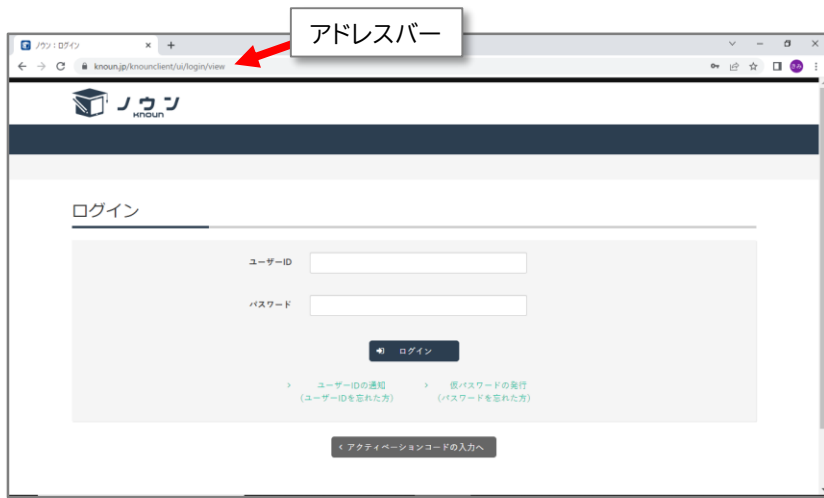 アドレスバー
ノウン：ログイン
knoun.jp/knounclient/ui/login/view
さみ
ノウン
knoun
ログイン
ユーザーID
パスワード
ログイン
> ユーザーIDの通知 > 仮パスワードの発行
(ユーザーIDを忘れた方) (パスワードを忘れた方)
< アクティベーションコードの入力へ